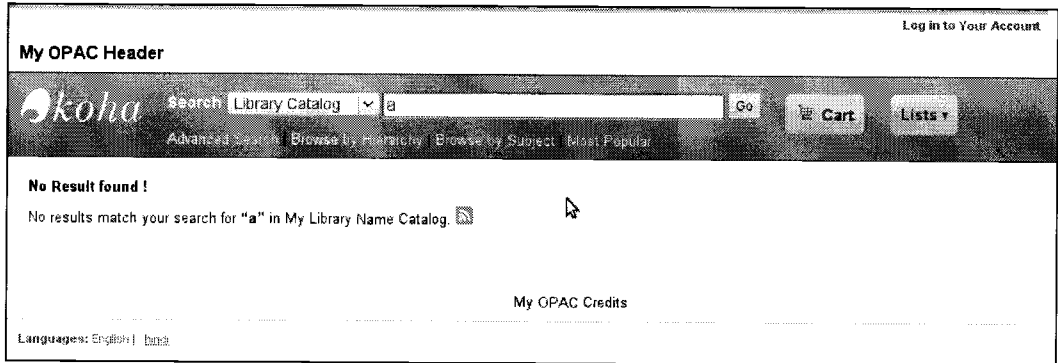 Log in to Your Account
My OPAC Header
koha Search Library Catalog a Go Cart Lists
Advanced Search | Browse by Hierarchy | Browse by Subject | Most Popular
No Result found !
No results match your search for "a" in My Library Name Catalog.
My OPAC Credits
Languages: English |